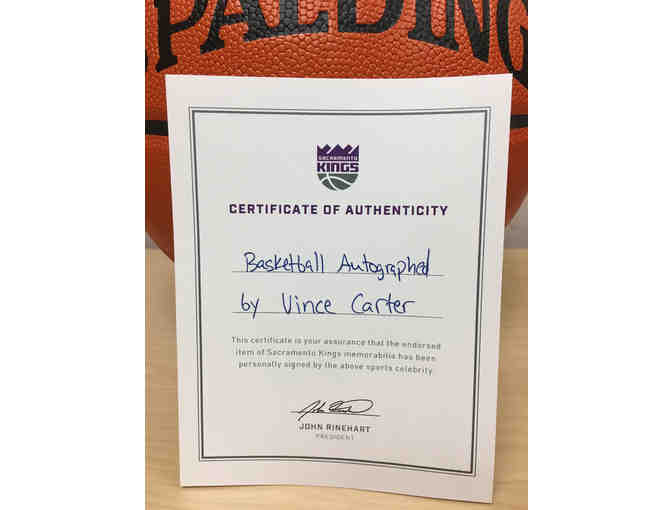 SPALDING
SACRAMENTO
KINGS
CERTIFICATE OF AUTHENTICITY
Basketball Autographed
by Vince Carter
This certificate is your assurance that the endorsed
item of Sacramento Kings memorabilia has been
personally signed by the above sports celebrity.
JOHN RINEHART
PRESIDENT